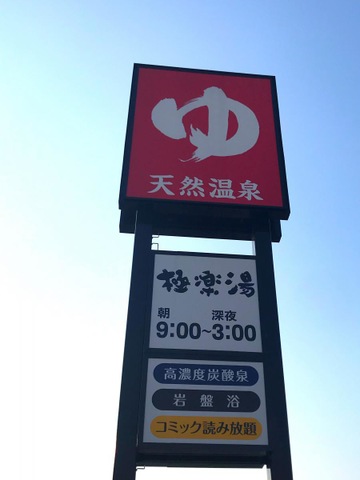 ゆ
天然温泉
極楽湯
朝 深夜
9:00~3:00
高濃度炭酸泉
岩盤浴
コミック読み放題